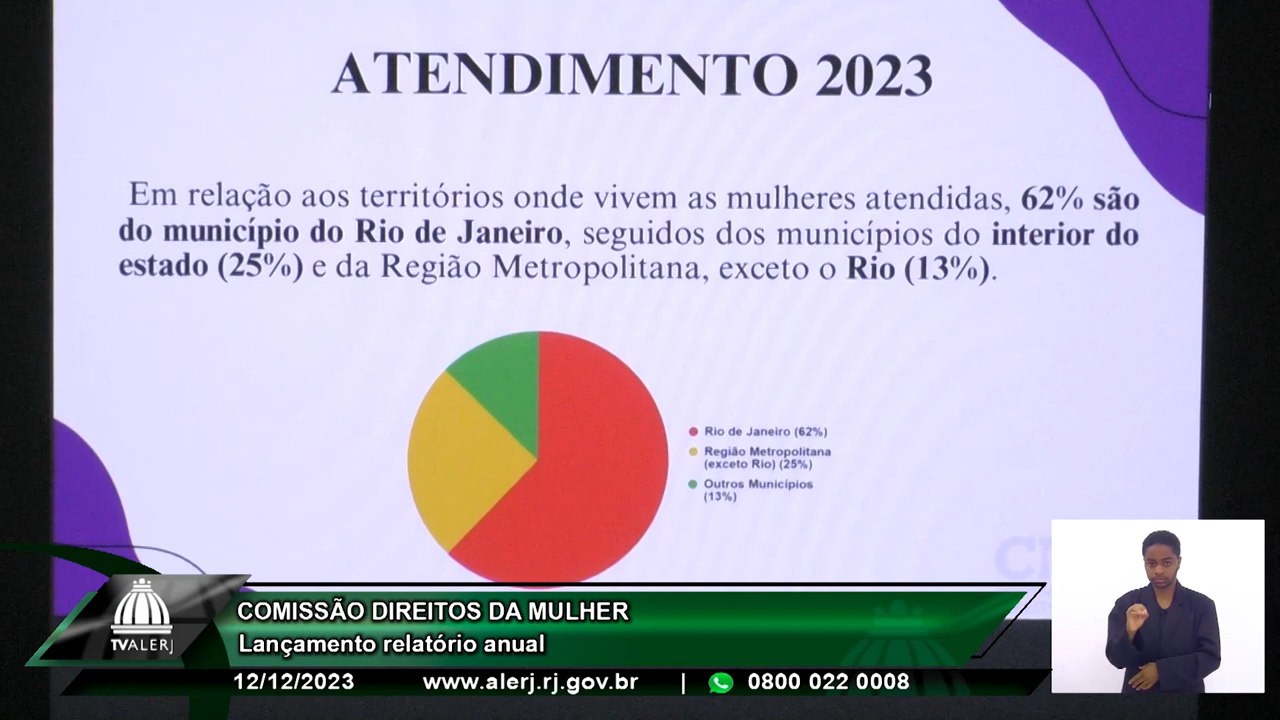 ATENDIMENTO 2023
Em relação aos territórios onde vivem as mulheres atendidas, 62% são
do município do Rio de Janeiro, seguidos dos municípios do interior do
estado (25%) e da Região Metropolitana, exceto o Rio (13%).
Rio de Janeiro (62%)
Região Metropolitana
(exceto Rio) (25%)
Outros Municípios
(13%)
COMISSÃO DIREITOS DA MULHER
Lançamento relatório anual
TVALERJ
12/12/2023 www.alerj.rj.gov.br | 0800 022 0008